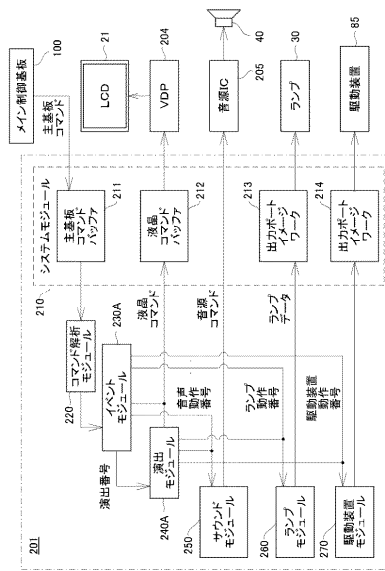 メイン制御基板
100
主基板
コマンド
LCD
21
VDP
204
音源IC
40
205
ランプ
30
駆動装置
85
システムモジュール
210
主基板
コマンド
バッファ
211
液晶
コマンド
バッファ
212
出力ポート
イメージ
ワーク
213
出力ポート
イメージ
ワーク
214
液晶
コマンド
音源
コマンド
ランプ
データ
コマンド解析
モジュール
220
イベント
モジュール
230A
演出番号
演出
モジュール
240A
音声
動作
番号
ランプ
動作
番号
駆動装置
動作番号
サウンド
モジュール
250
ランプ
モジュール
260
駆動装置
モジュール
270
201